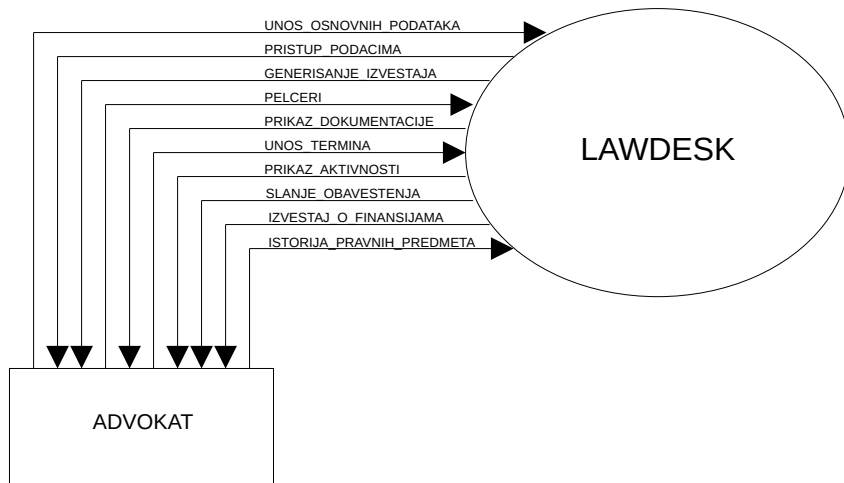 UNOS_OSNOVNIH_PODATAKA
PRISTUP_PODACIMA
GENERISANJE_IZVESTAJA
PELCERI
PRIKAZ_DOKUMENTACIJE
UNOS_TERMINA
PRIKAZ_AKTIVNOSTI
SLANJE_OBAVESTENJA
IZVESTAJ_O_FINANSIJAMA
ISTORIJA_PRAVNIH_PREDMETA
LAWDESK
ADVOKAT